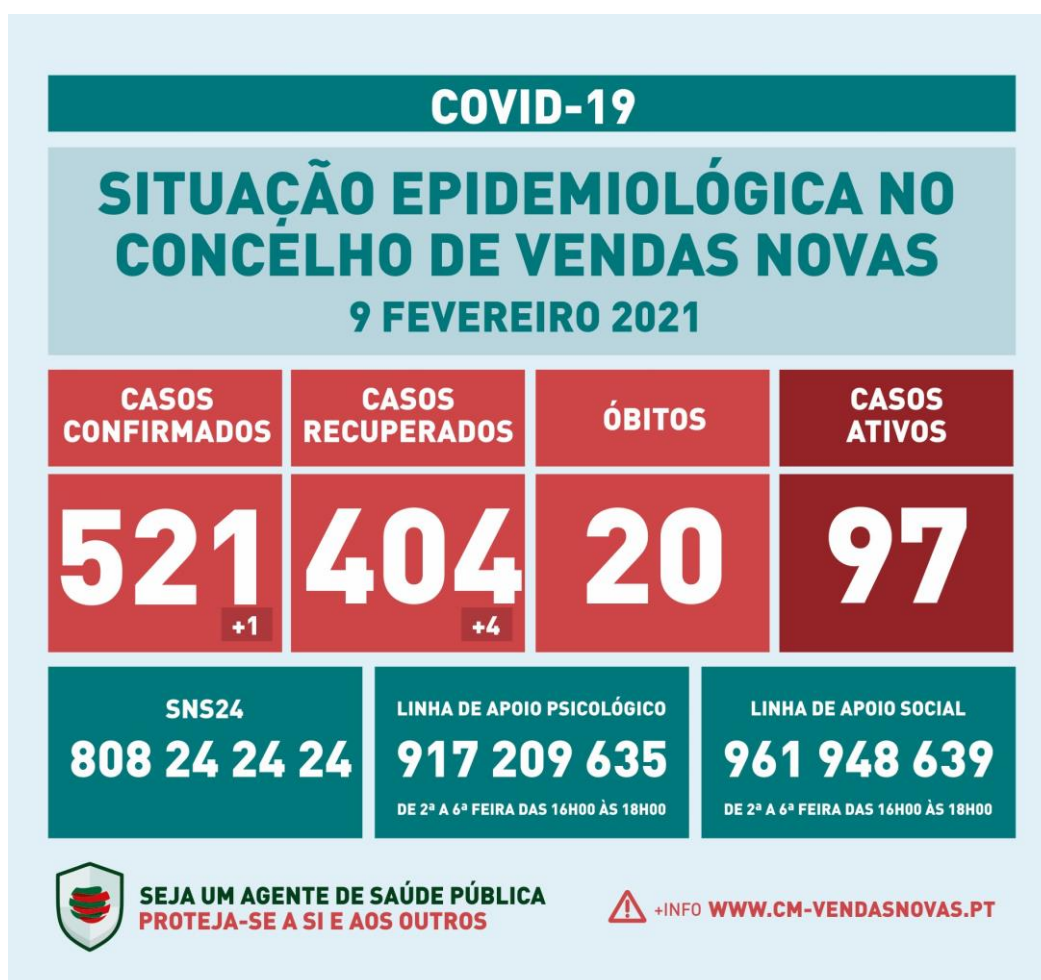 COVID-19
SITUAÇÃO EPIDEMIOLÓGICA NO
CONCELHO DE VENDAS NOVAS
9 FEVEREIRO 2021
CASOS
CONFIRMADOS
521
+1
CASOS
RECUPERADOS
404
+4
ÓBITOS
20
CASOS
ATIVOS
97
SNS24
808 24 24 24
LINHA DE APOIO PSICOLÓGICO
917 209 635
DE 2ª A 6ª FEIRA DAS 16H00 ÀS 18H00
LINHA DE APOIO SOCIAL
961 948 639
DE 2ª A 6ª FEIRA DAS 16H00 ÀS 18H00
SEJA UM AGENTE DE SAÚDE PÚBLICA
PROTEJA-SE A SI E AOS OUTROS
+INFO WWW.CM-VENDASNOVAS.PT